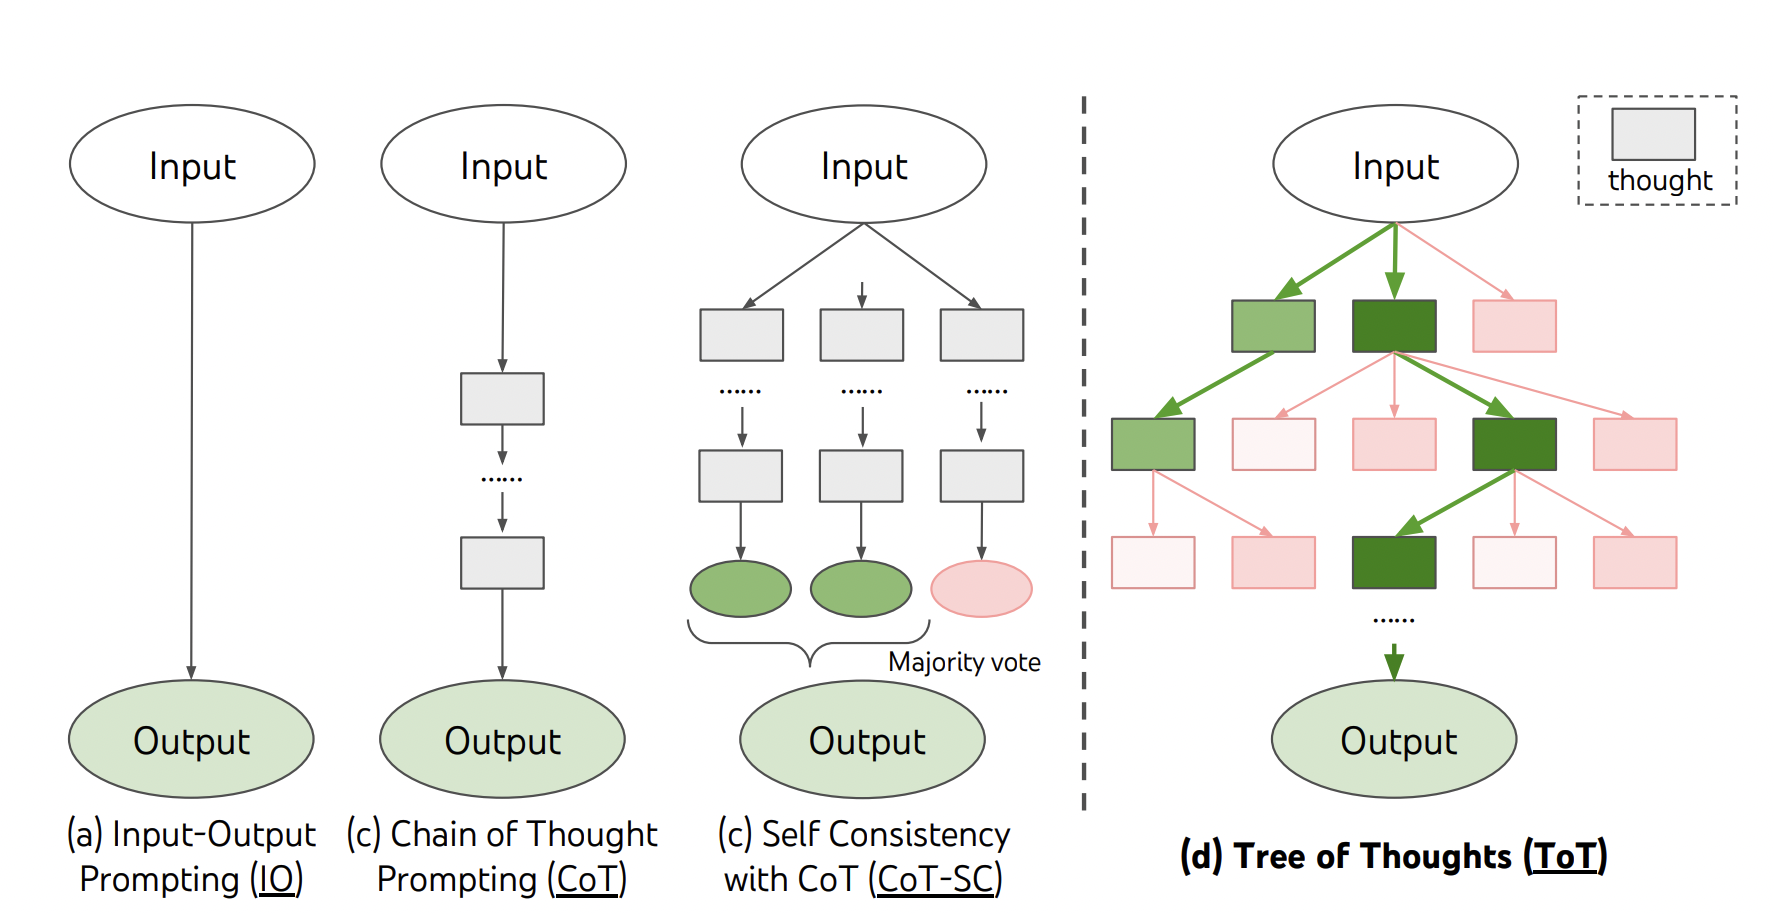 Input
Output
(a) Input-Output
Prompting (IO)
Input
......
Output
(c) Chain of Thought
Prompting (CoT)
Input
......
......
......
Majority vote
Output
(c) Self Consistency
with CoT (CoT-SC)
Input
......
Output
(d) Tree of Thoughts (ToT)
thought